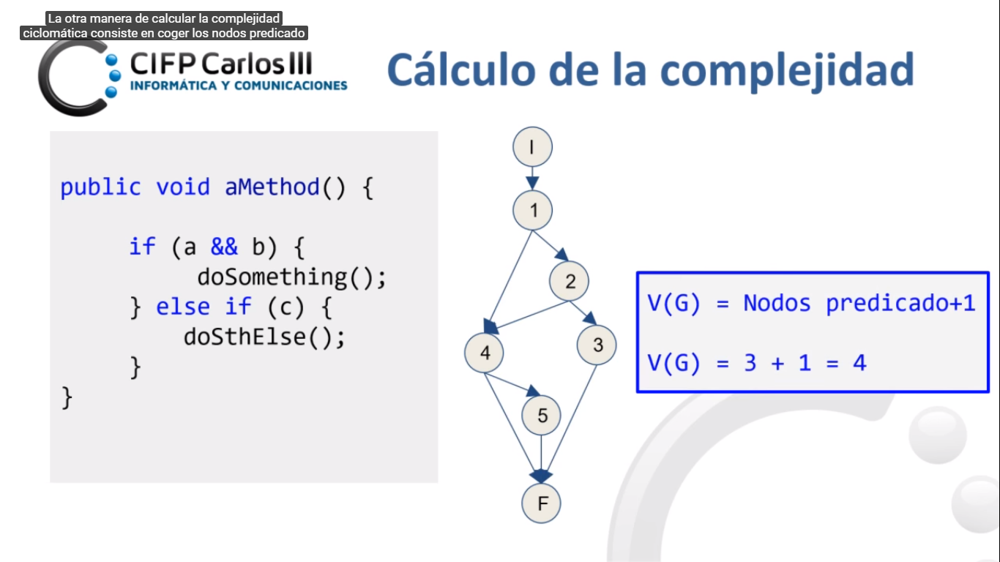 La otra manera de calcular la complejidad
ciclomática consiste en coger los nodos predicado
CIFP Carlos III
INFORMÁTICA Y COMUNICACIONES
Cálculo de la complejidad
public void aMethod() {
if (a && b) {
doSomething();
} else if (c) {
doSthElse();
}
}
I
1
2
4
3
5
F
V(G) = Nodos predicado+1
V(G) = 3 + 1 = 4